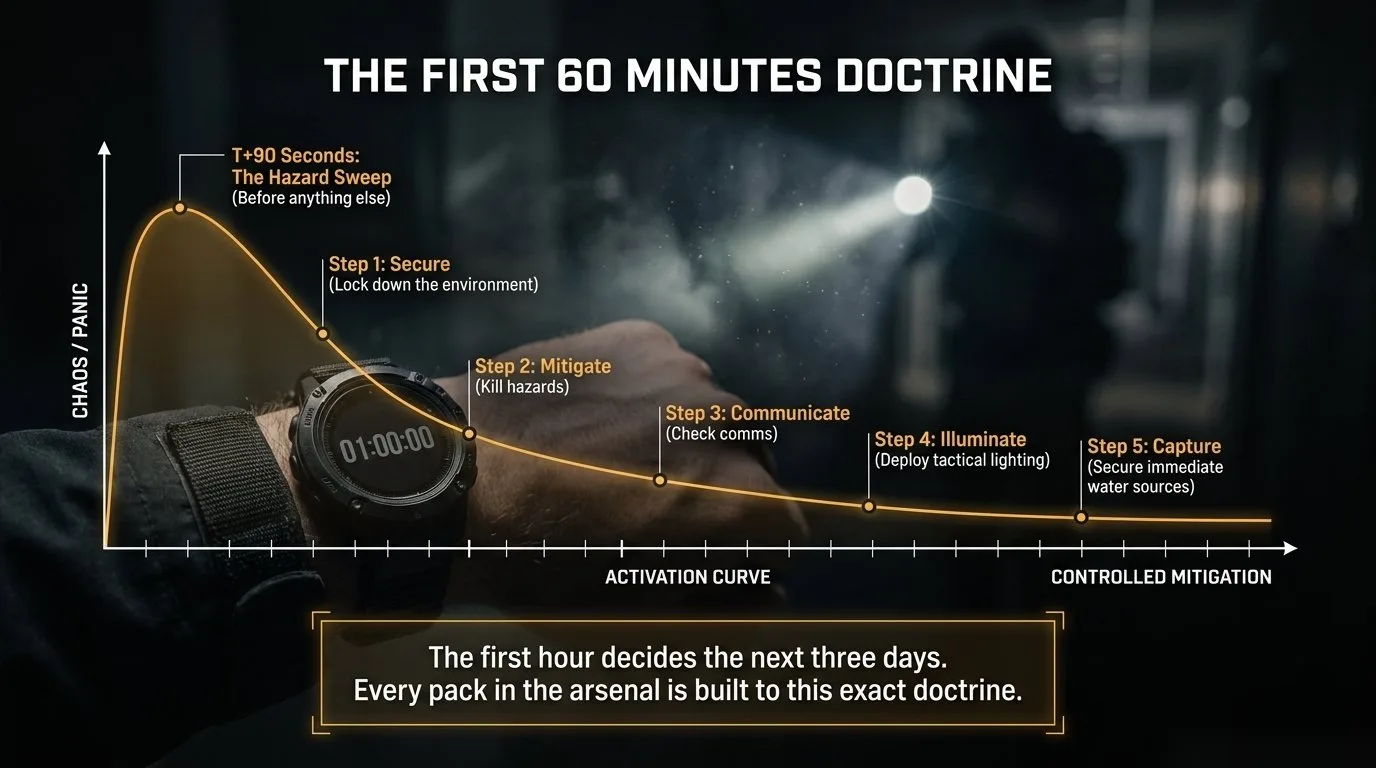 THE FIRST 60 MINUTES DOCTRINE
T+90 Seconds:
The Hazard Sweep
(Before anything else)
Step 1: Secure
(Lock down the environment)
Step 2: Mitigate
(Kill hazards)
Step 3: Communicate
(Check comms)
Step 4: Illuminate
(Deploy tactical lighting)
Step 5: Capture
(Secure immediate
water sources)
CHAOS / PANIC
01:00:00
ACTIVATION CURVE
CONTROLLED MITIGATION
The first hour decides the next three days.
Every pack in the arsenal is built to this exact doctrine.